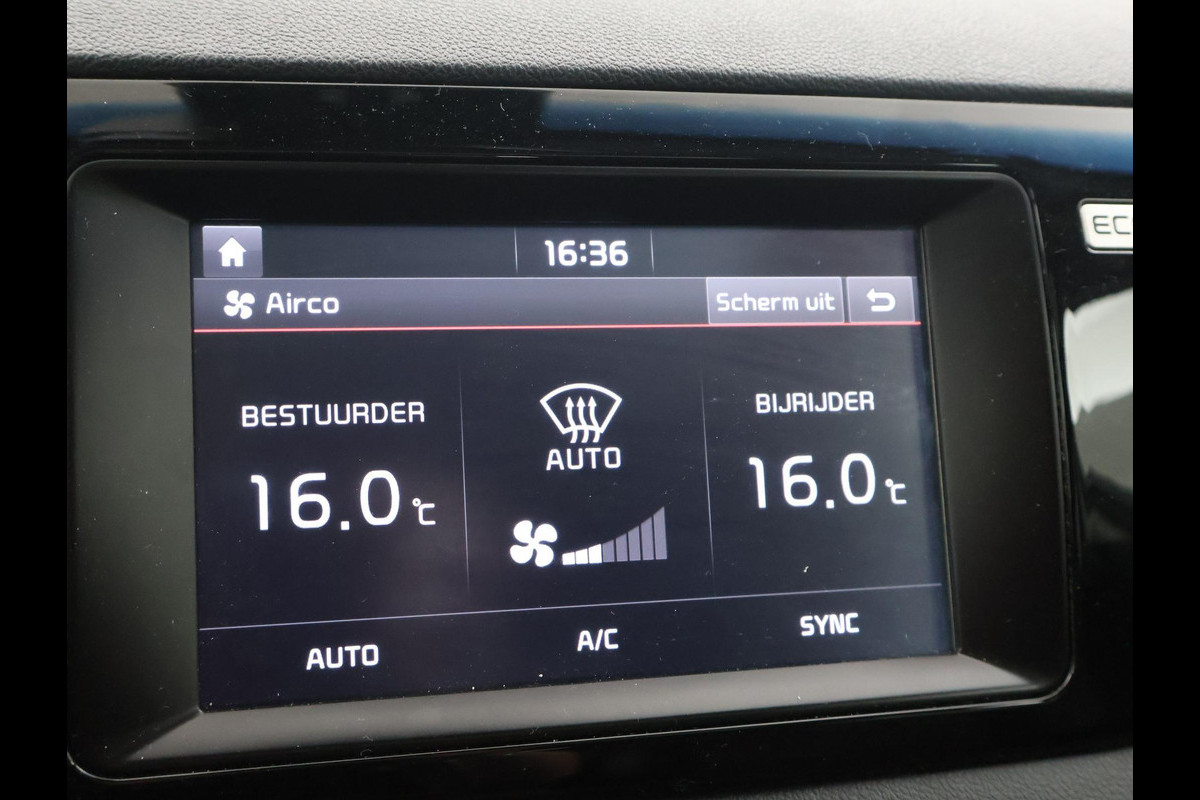 16:36
EC
Airco
Scherm uit
BESTUURDER
BIJRIJDER
AUTO
16.0 °C
16.0 °C
AUTO
A/C
SYNC